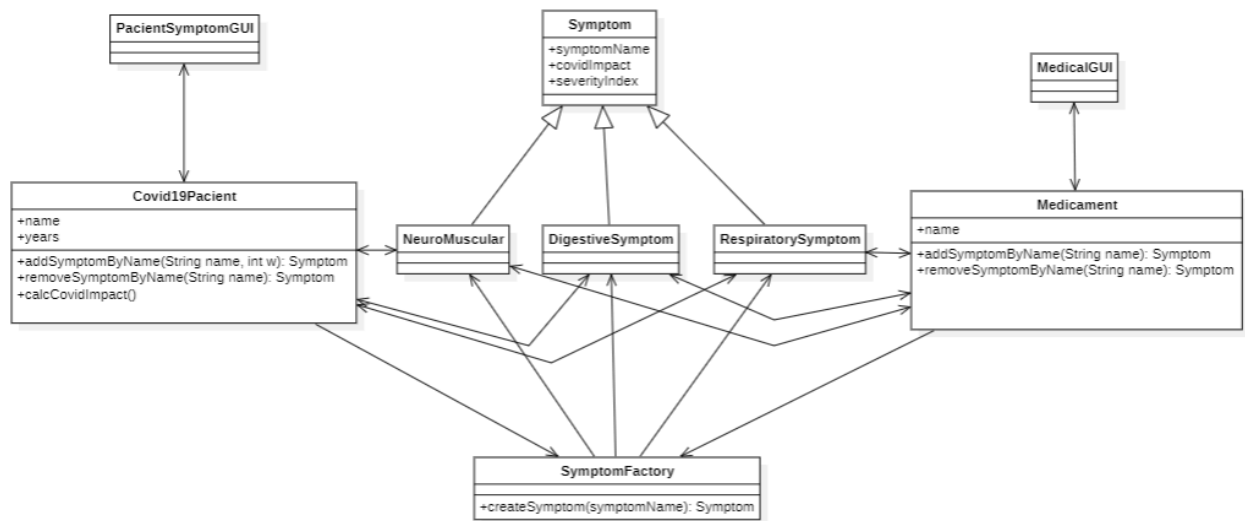 PacientSymptomGUI
Symptom
+symptomName
+covidImpact
+severityIndex
MedicalGUI
Covid19Pacient
+name
+years
+addSymptomByName(String name, int w): Symptom
+removeSymptomByName(String name): Symptom
+calcCovidImpact()
NeuroMuscular
DigestiveSymptom
RespiratorySymptom
Medicament
+name
+addSymptomByName(String name): Symptom
+removeSymptomByName(String name): Symptom
SymptomFactory
+createSymptom(symptomName): Symptom